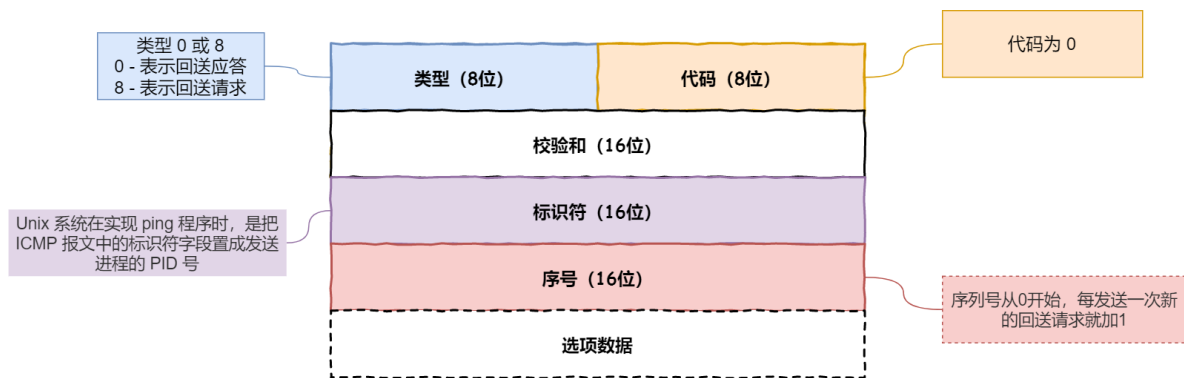 类型 0 或 8
0 - 表示回送应答
8 - 表示回送请求
类型（8位）
代码（8位）
代码为 0
校验和（16位）
Unix 系统在实现 ping 程序时，是把
ICMP 报文中的标识符字段置成发送
进程的 PID 号
标识符（16位）
序号（16位）
序列号从0开始，每发送一次新
的回送请求就加1
选项数据